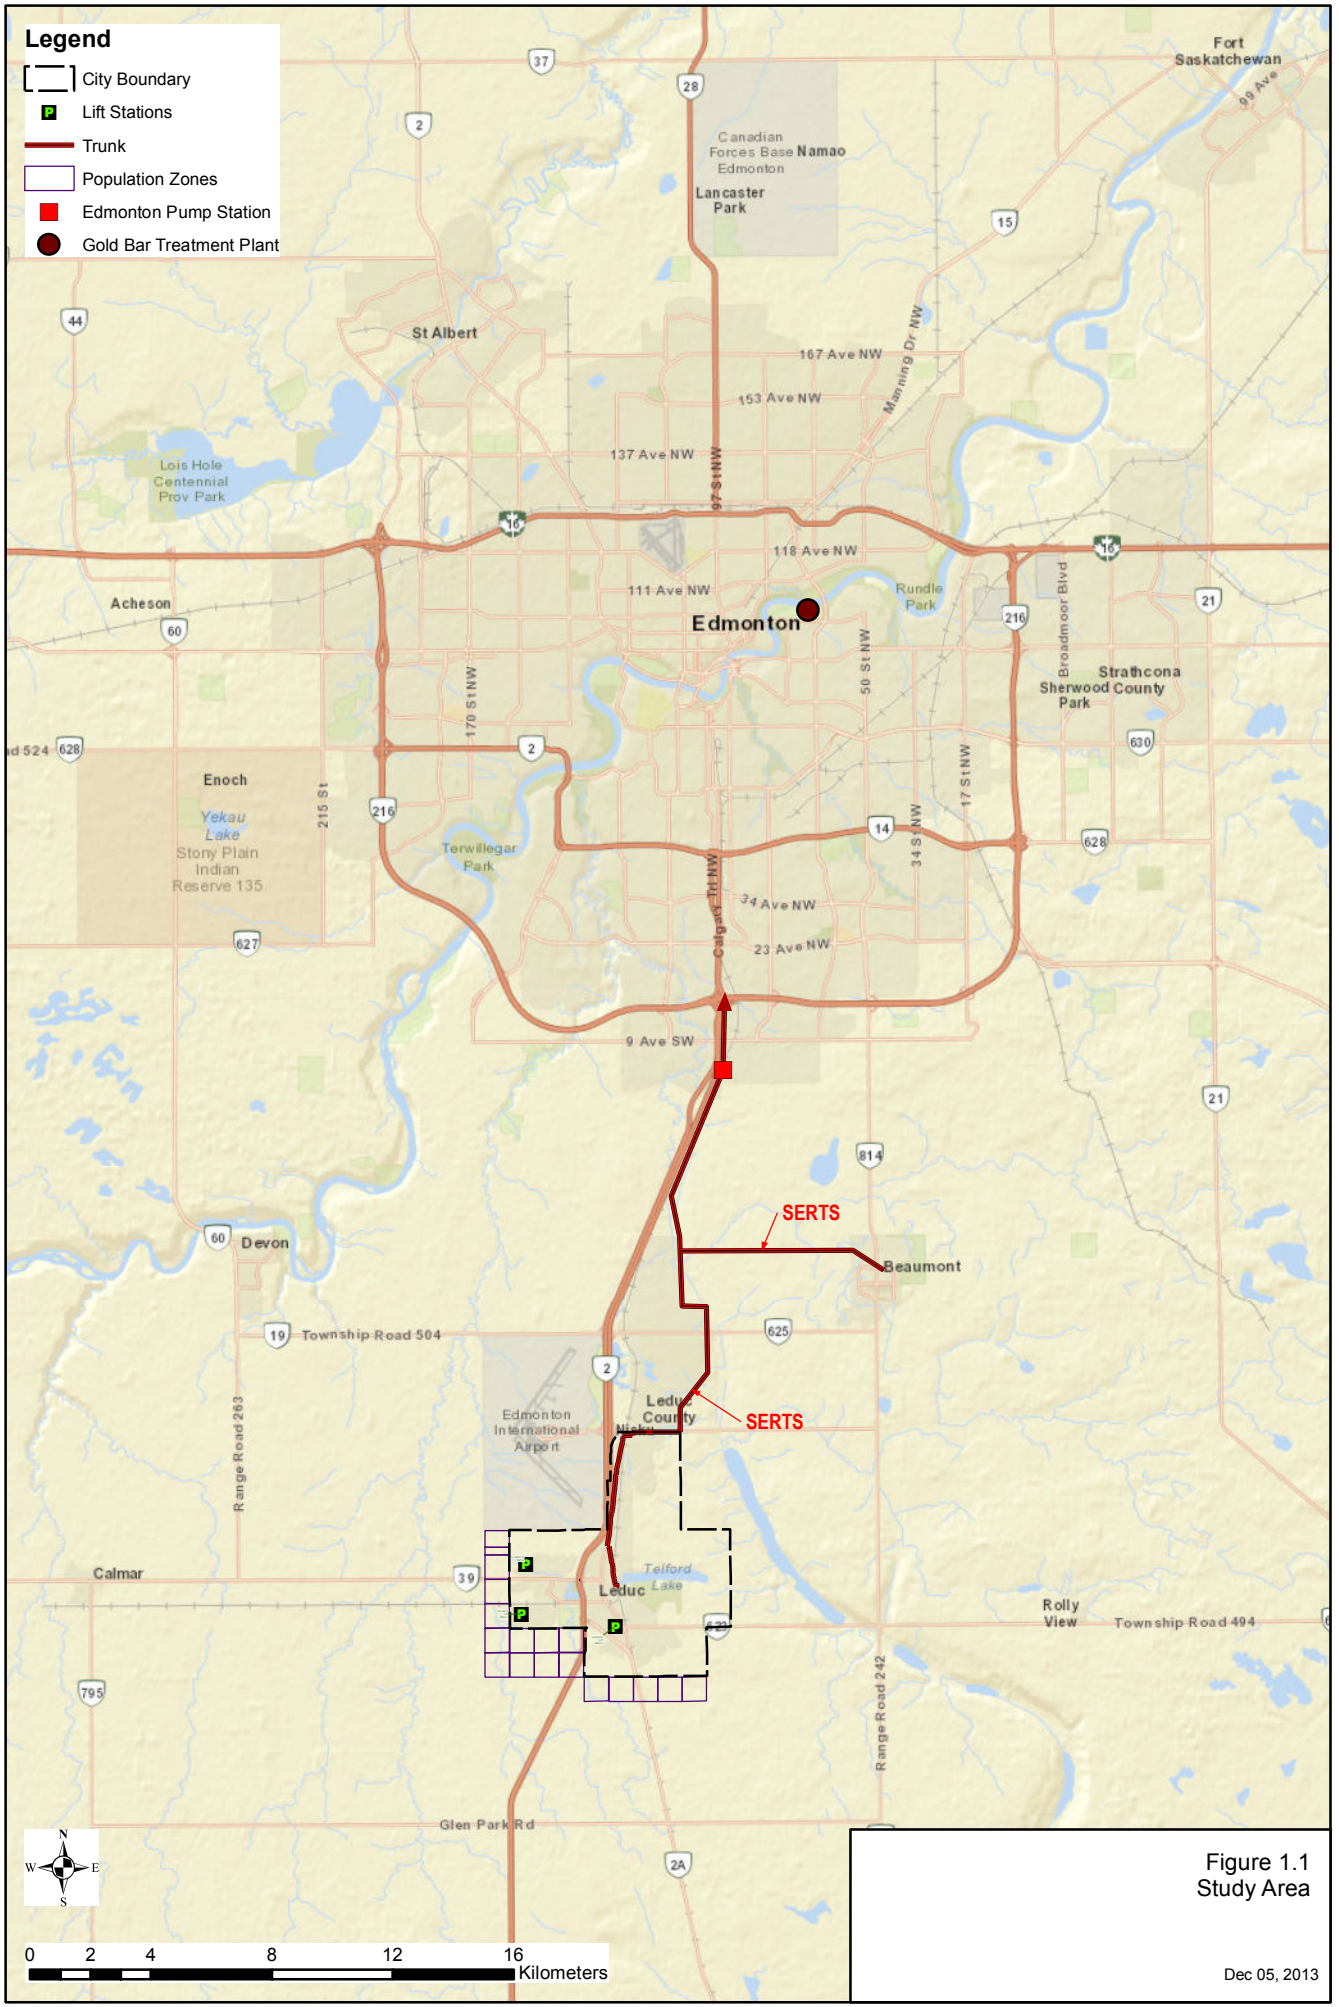 Legend
City Boundary
P Lift Stations
Trunk
Population Zones
Edmonton Pump Station
Gold Bar Treatment Plant
37
28
2
Fort
Saskatchewan
99 Ave
Canadian
Forces Base Namao
Edmonton
Lancaster
Park
15
44
St Albert
167 Ave NW
Manning Dr NW
153 Ave NW
137 Ave NW
97 St NW
Lois Hole
Centennial
Prov Park
16
118 Ave NW
16
111 Ave NW
Rundle
Park
Broadmoor Blvd
Acheson
60
Edmonton
216
21
50 St NW
170 St NW
Strathcona
Sherwood County
Park
ad 524
628
2
630
Enoch
17 St NW
215 St
216
Yekau
Lake
Stony Plain
Indian
Reserve 135
Terwillegar
Park
14
34 St NW
628
Calgary Trl NW
34 Ave NW
23 Ave NW
627
9 Ave SW
21
814
SERTS
60
Devon
Beaumont
19
Township Road 504
625
2
Leduc
County
SERTS
Range Road 263
Edmonton
International
Airport
Nisku
Calmar
39
P
Telford
Lake
Leduc
P
P
623
Rolly
View
Township Road 494
795
Range Road 242
Glen Park Rd
2A
N
W
E
S
0 2 4 8 12 16
Kilometers
Figure 1.1
Study Area
Dec 05, 2013